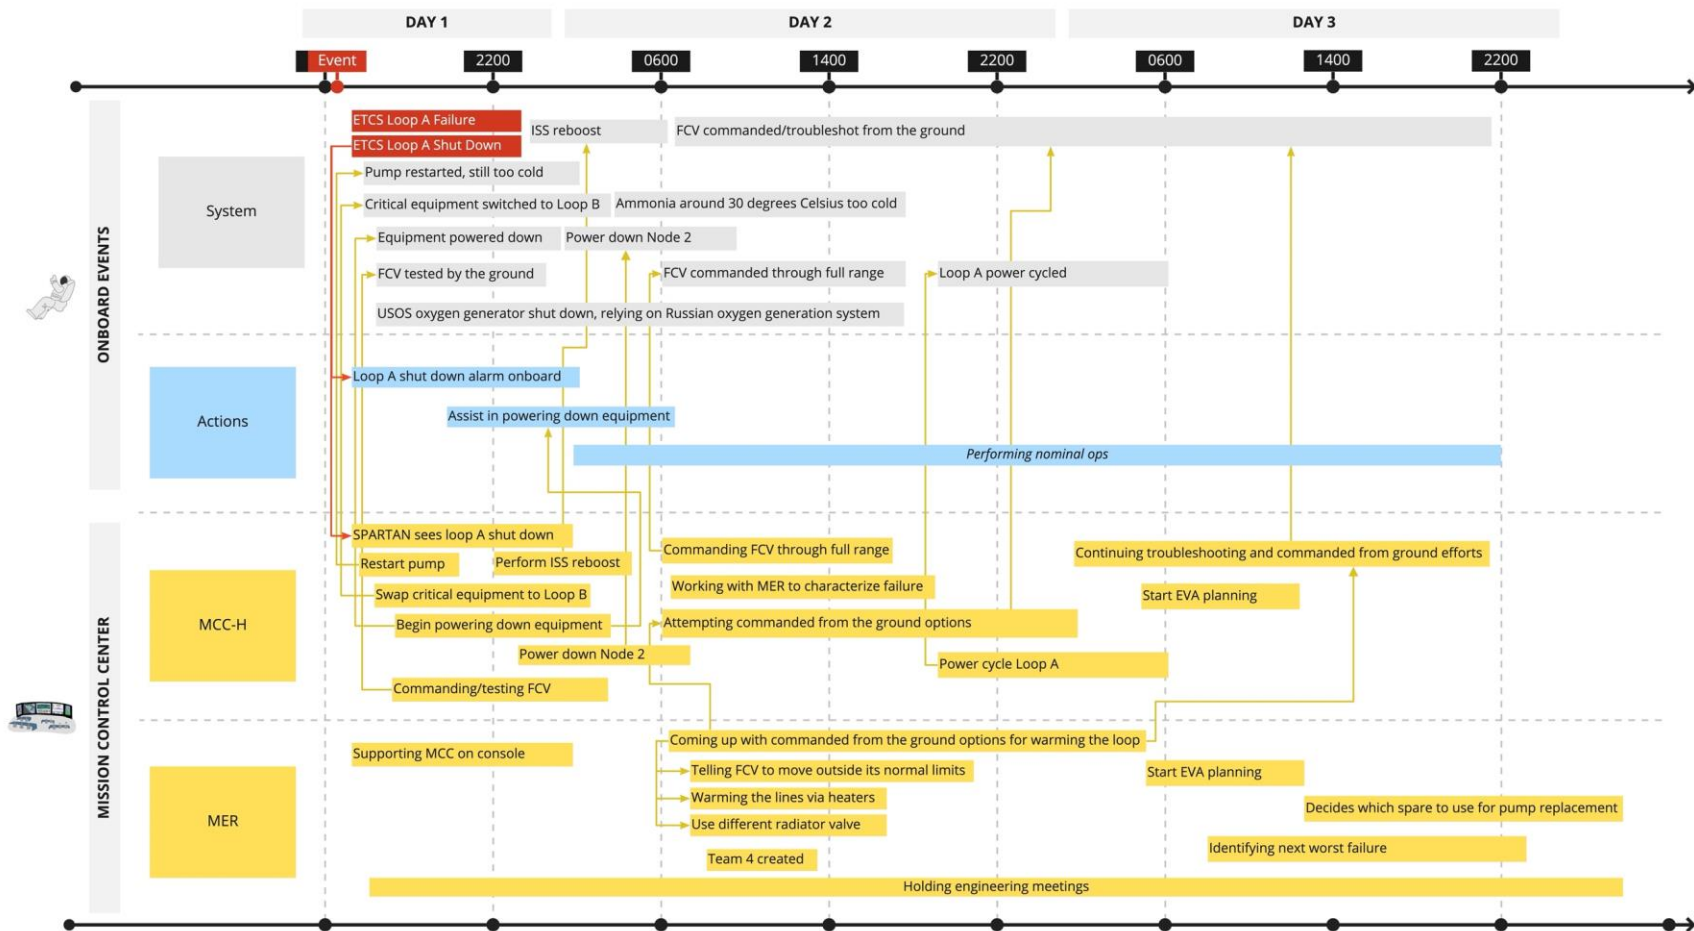 DAY 1
DAY 2
DAY 3
Event
2200
0600
1400
2200
0600
1400
2200
ONBOARD EVENTS
System
ETCS Loop A Failure
ETCS Loop A Shut Down
ISS reboost
FCV commanded/troubleshot from the ground
Pump restarted, still too cold
Critical equipment switched to Loop B
Ammonia around 30 degrees Celsius too cold
Equipment powered down
Power down Node 2
FCV tested by the ground
FCV commanded through full range
Loop A power cycled
USOS oxygen generator shut down, relying on Russian oxygen generation system
Actions
Loop A shut down alarm onboard
Assist in powering down equipment
Performing nominal ops
MISSION CONTROL CENTER
MCC-H
SPARTAN sees loop A shut down
Restart pump
Perform ISS reboost
Commanding FCV through full range
Continuing troubleshooting and commanded from ground efforts
Swap critical equipment to Loop B
Working with MER to characterize failure
Start EVA planning
Begin powering down equipment
Attempting commanded from the ground options
Power down Node 2
Power cycle Loop A
Commanding/testing FCV
MER
Supporting MCC on console
Coming up with commanded from the ground options for warming the loop
Telling FCV to move outside its normal limits
Start EVA planning
Warming the lines via heaters
Decides which spare to use for pump replacement
Use different radiator valve
Identifying next worst failure
Team 4 created
Holding engineering meetings